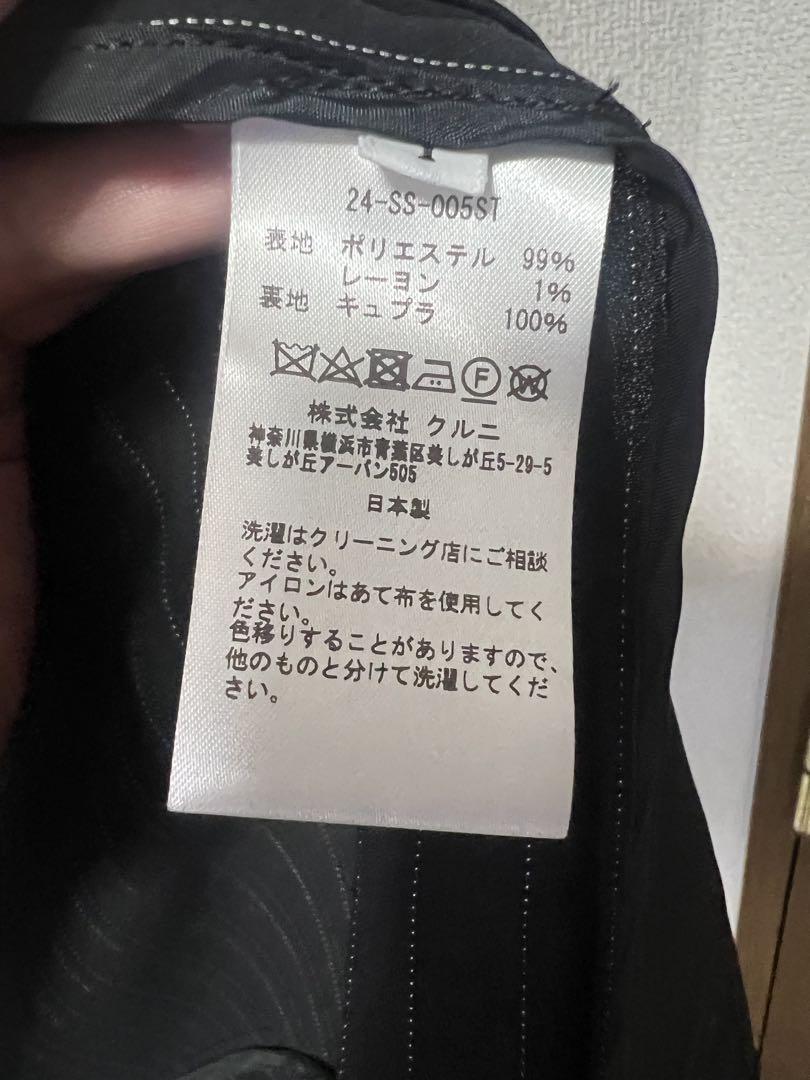 24-SS-005ST
表地 ポリエステル 99%
レーヨン 1%
裏地 キュプラ 100%
F W
株式会社 クルニ
神奈川県横浜市青葉区美しが丘5-29-5
美しが丘アーバン505
日本製
洗濯はクリーニング店にご相談
ください。
アイロンはあて布を使用してく
ださい。
色移りすることがありますので、
他のものと分けて洗濯してくだ
さい。